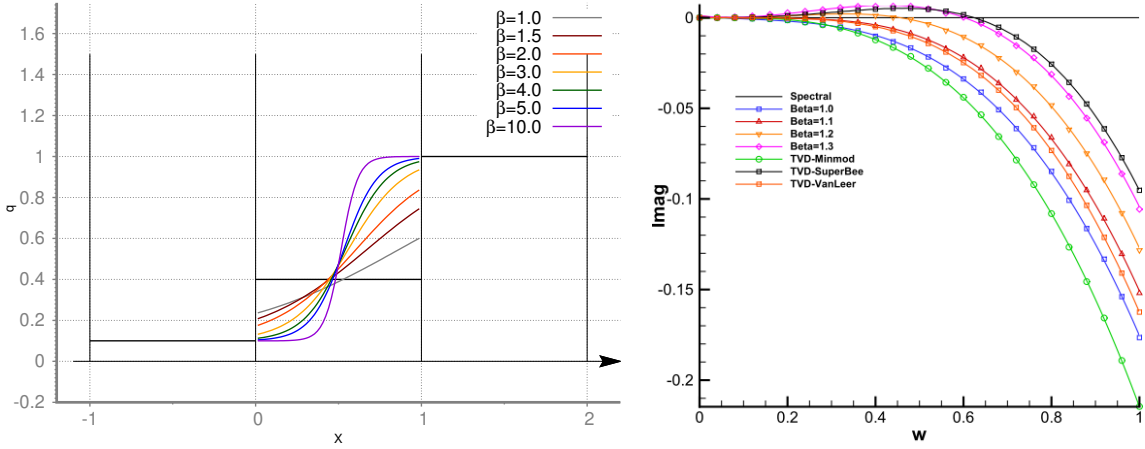 1.6
1.4
1.2
1
0.8
0.6
0.4
0.2
0
-0.2
q
-1
0
1
2
X
β=1.0
β=1.5
β=2.0
β=3.0
β=4.0
β=5.0
β=10.0
0
-0.05
-0.1
-0.15
-0.2
Imag
Spectral
Beta=1.0
Beta=1.1
Beta=1.2
Beta=1.3
TVD-Minmod
TVD-SuperBee
TVD-VanLeer
0
0.2
0.4
0.6
0.8
1
w